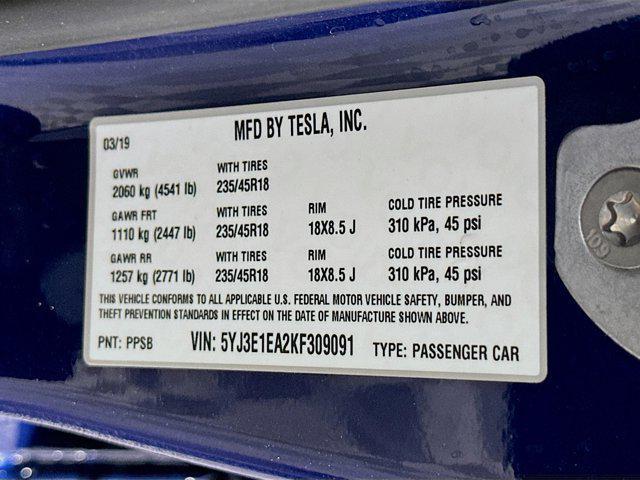 MFD BY TESLA, INC.
03/19
GVWR WITH TIRES
2060 kg (4541 lb) 235/45R18
GAWR FRT WITH TIRES RIM COLD TIRE PRESSURE
1110 kg (2447 lb) 235/45R18 18X8.5 J 310 kPa, 45 psi
GAWR RR WITH TIRES RIM COLD TIRE PRESSURE
1257 kg (2771 lb) 235/45R18 18X8.5 J 310 kPa, 45 psi
THIS VEHICLE CONFORMS TO ALL APPLICABLE U.S. FEDERAL MOTOR VEHICLE SAFETY, BUMPER, AND
THEFT PREVENTION STANDARDS IN EFFECT ON THE DATE OF MANUFACTURE SHOWN ABOVE.
PNT: PPSB VIN: 5YJ3E1EA2KF309091 TYPE: PASSENGER CAR